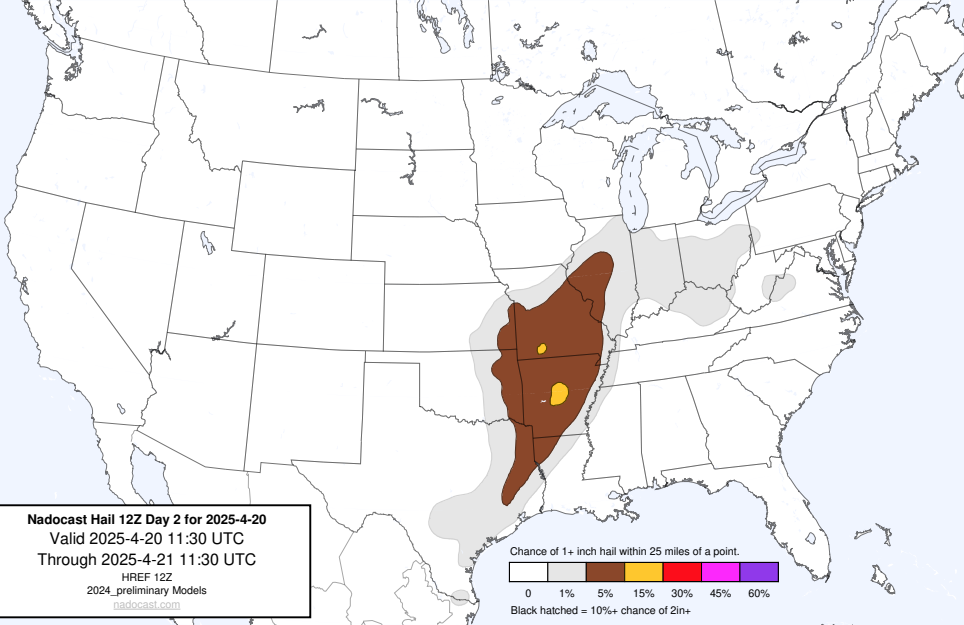 Nadocast Hail 12Z Day 2 for 2025-4-20
Valid 2025-4-20 11:30 UTC
Through 2025-4-21 11:30 UTC
HREF 12Z
2024_preliminary Models
nadocast.com
Chance of 1+ inch hail within 25 miles of a point.
0 1% 5% 15% 30% 45% 60%
Black hatched = 10%+ chance of 2in+